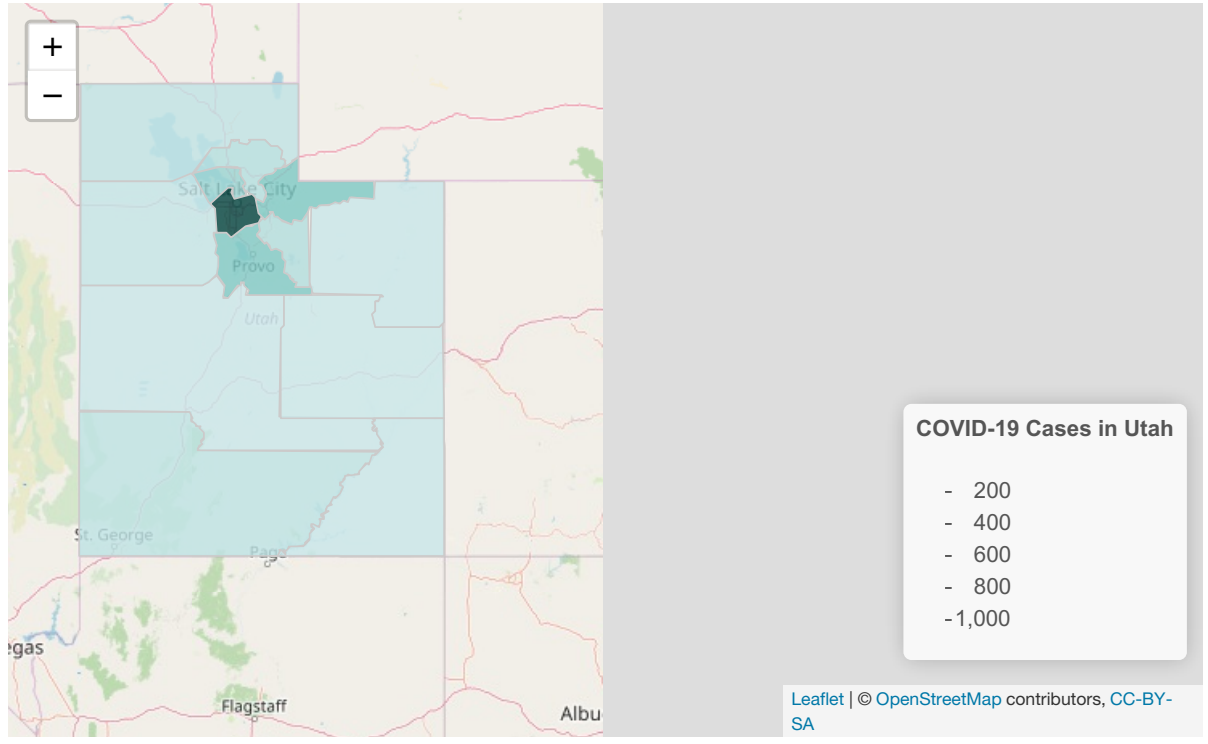 +
−
Salt Lake City
Provo
Utah
St. George
Page
egas
Flagstaff
Albu
COVID-19 Cases in Utah
- 200
- 400
- 600
- 800
-1,000
Leaflet | © OpenStreetMap contributors, CC-BY-
SA